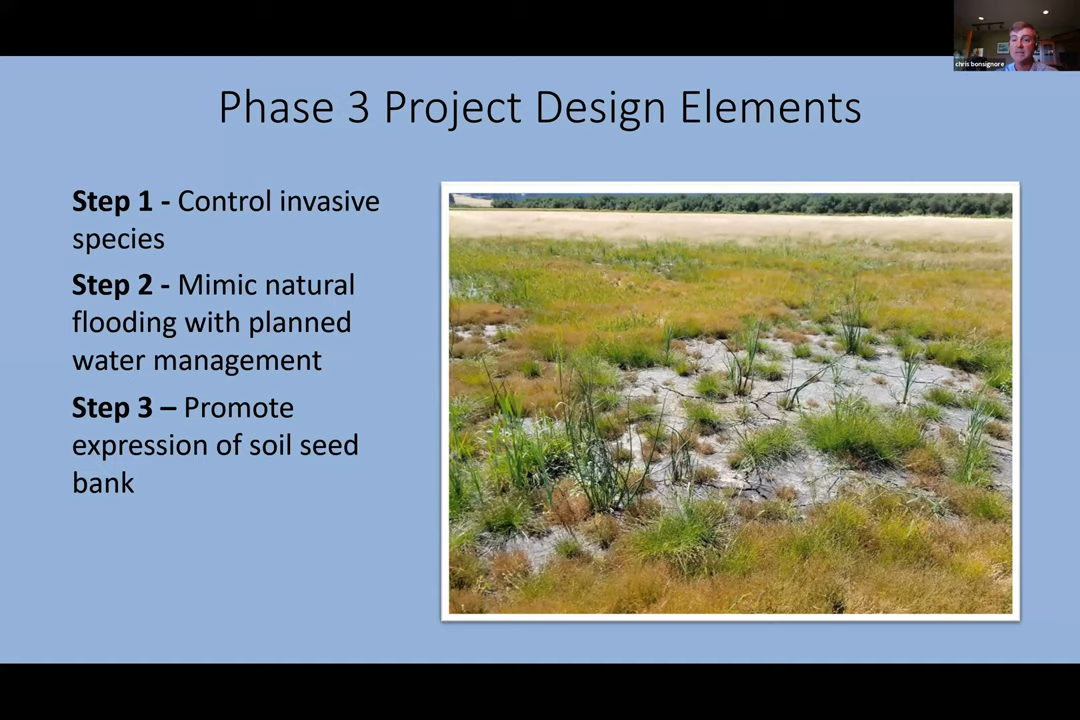 chris bonsignore
Phase 3 Project Design Elements
Step 1 - Control invasive
species
Step 2 - Mimic natural
flooding with planned
water management
Step 3 – Promote
expression of soil seed
bank